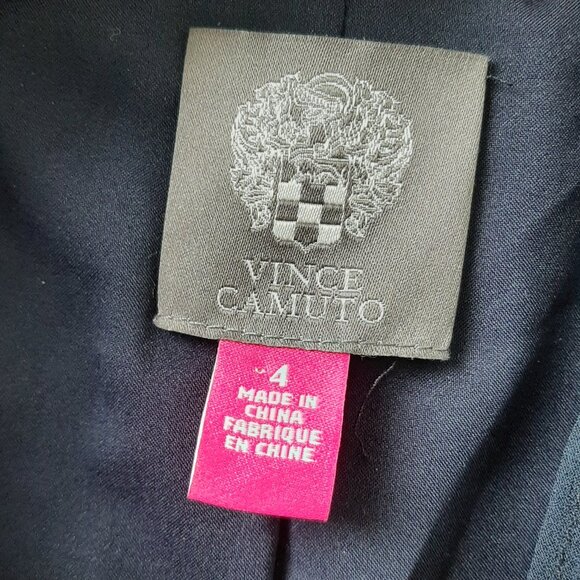 VINCE
CAMUTO
4
MADE IN
CHINA
FABRIQUE
EN CHINE